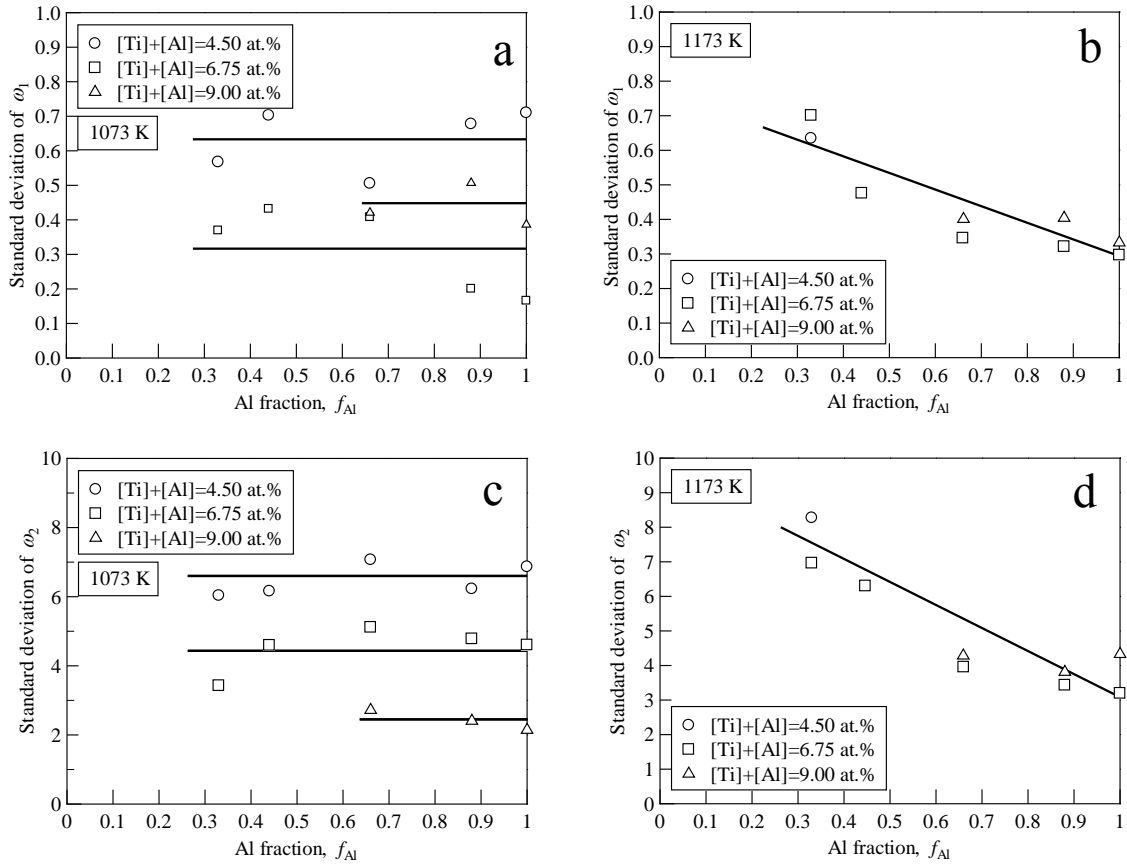 a
[Ti]+[Al]=4.50 at.%
[Ti]+[Al]=6.75 at.%
[Ti]+[Al]=9.00 at.%
1073 K
Standard deviation of ω₁
1.0
0.9
0.8
0.7
0.6
0.5
0.4
0.3
0.2
0.1
0.0
0 0.1 0.2 0.3 0.4 0.5 0.6 0.7 0.8 0.9 1
Al fraction, f_Al
b
1173 K
Standard deviation of ω₁
1.0
0.9
0.8
0.7
0.6
0.5
0.4
0.3
0.2
0.1
0.0
[Ti]+[Al]=4.50 at.%
[Ti]+[Al]=6.75 at.%
[Ti]+[Al]=9.00 at.%
0 0.1 0.2 0.3 0.4 0.5 0.6 0.7 0.8 0.9 1
Al fraction, f_Al
c
[Ti]+[Al]=4.50 at.%
[Ti]+[Al]=6.75 at.%
[Ti]+[Al]=9.00 at.%
1073 K
Standard deviation of ω₂
10
8
6
4
2
0
0 0.1 0.2 0.3 0.4 0.5 0.6 0.7 0.8 0.9 1
Al fraction, f_Al
d
1173 K
Standard deviation of ω₂
10
9
8
7
6
5
4
3
2
1
0
[Ti]+[Al]=4.50 at.%
[Ti]+[Al]=6.75 at.%
[Ti]+[Al]=9.00 at.%
0 0.1 0.2 0.3 0.4 0.5 0.6 0.7 0.8 0.9 1
Al fraction, f_Al